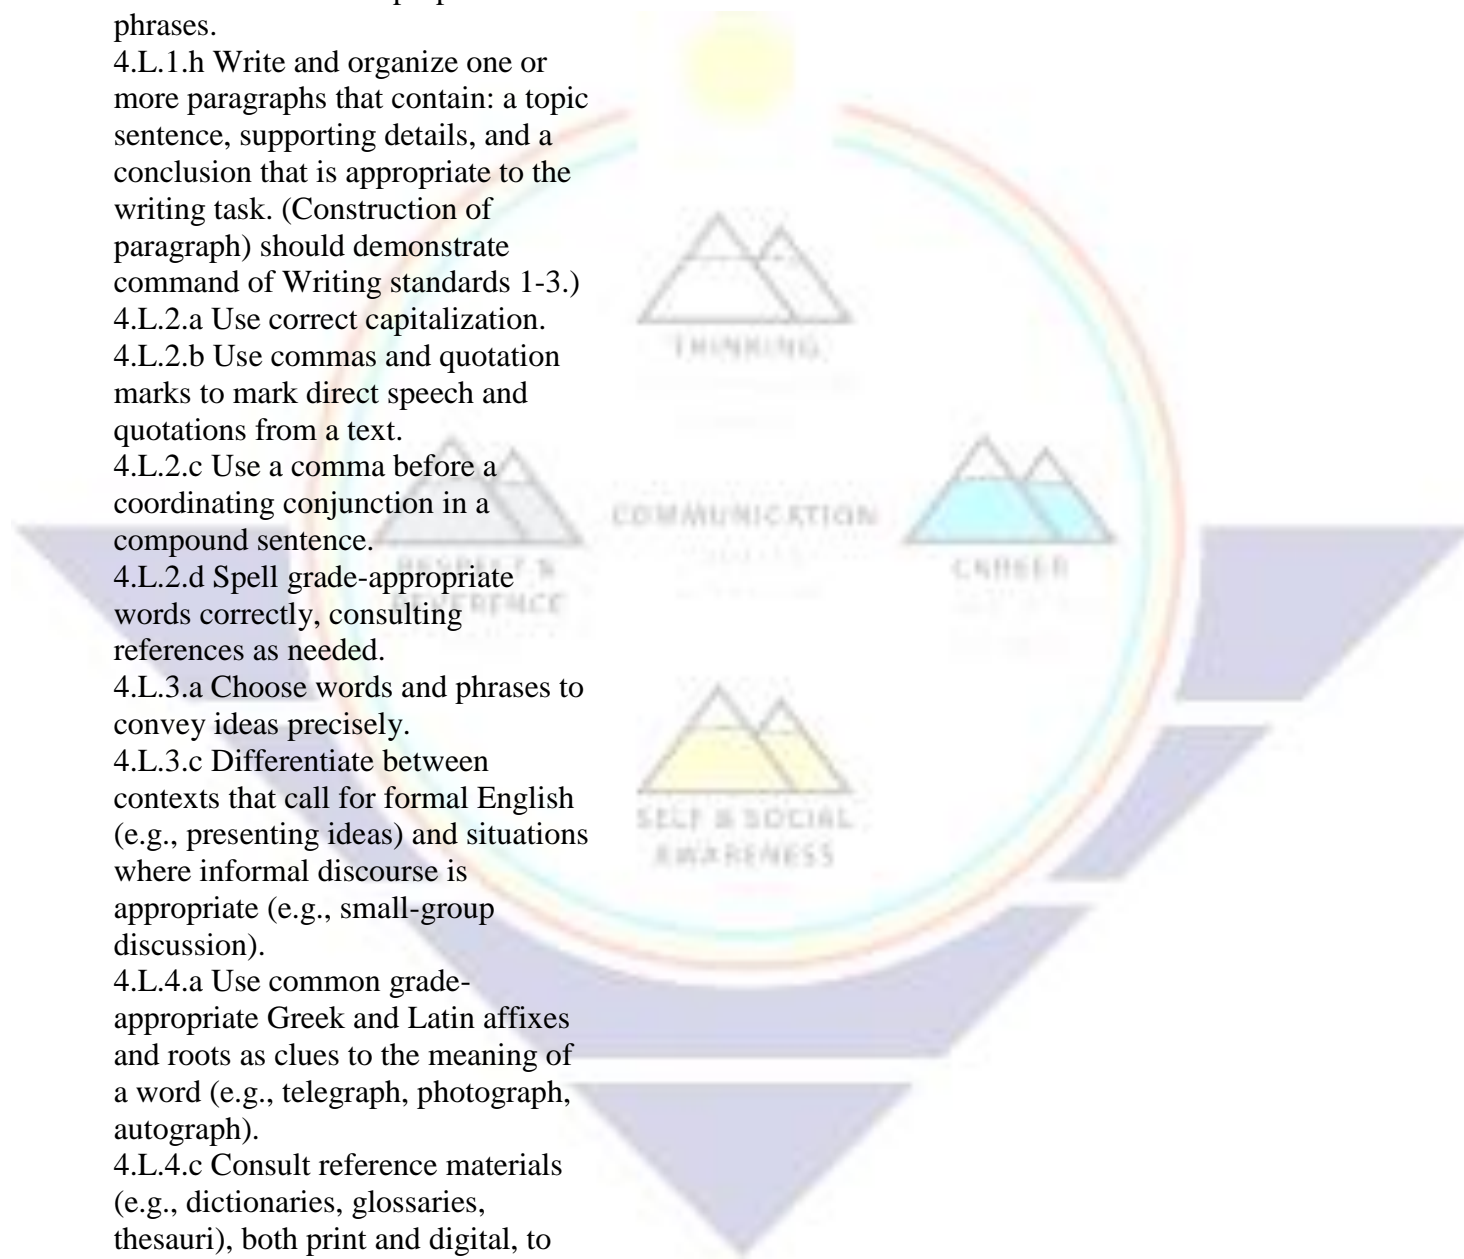 phrases.
4.L.1.h Write and organize one or
more paragraphs that contain: a topic
sentence, supporting details, and a
conclusion that is appropriate to the
writing task. (Construction of
paragraph) should demonstrate
command of Writing standards 1-3.)
4.L.2.a Use correct capitalization.
4.L.2.b Use commas and quotation
marks to mark direct speech and
quotations from a text.
4.L.2.c Use a comma before a
coordinating conjunction in a
compound sentence.
4.L.2.d Spell grade-appropriate
words correctly, consulting
references as needed.
4.L.3.a Choose words and phrases to
convey ideas precisely.
4.L.3.c Differentiate between
contexts that call for formal English
(e.g., presenting ideas) and situations
where informal discourse is
appropriate (e.g., small-group
discussion).
4.L.4.a Use common grade-
appropriate Greek and Latin affixes
and roots as clues to the meaning of
a word (e.g., telegraph, photograph,
autograph).
4.L.4.c Consult reference materials
(e.g., dictionaries, glossaries,
thesauri), both print and digital, to
THINKING
COMMUNICATION
RESPECT &
REVERENCE
CAREER
SELF & SOCIAL
AWARENESS